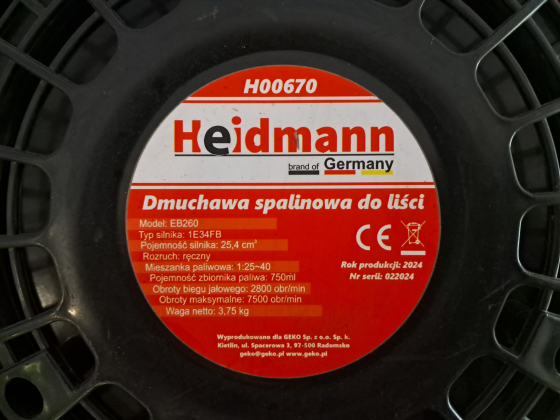 H00670
Heidmann
brand of Germany
Dmuchawa spalinowa do liści
Model: EB260
Typ silnika: 1E34FB
Pojemność silnika: 25,4 cm³
Rozruch: ręczny
Mieszanka paliwowa: 1:25~40
Pojemność zbiornika paliwa: 750ml
Obroty biegu jałowego: 2800 obr/min
Obroty maksymalne: 7500 obr/min
Waga netto: 3,75 kg
CE
Rok produkcji: 2024
Nr serii: 022024
Wyprodukowano dla GEKO Sp. z o.o. Sp. k.
Kietlin, ul. Spacerowa 3, 97-500 Radomsko
geko@geko.pl www.geko.pl